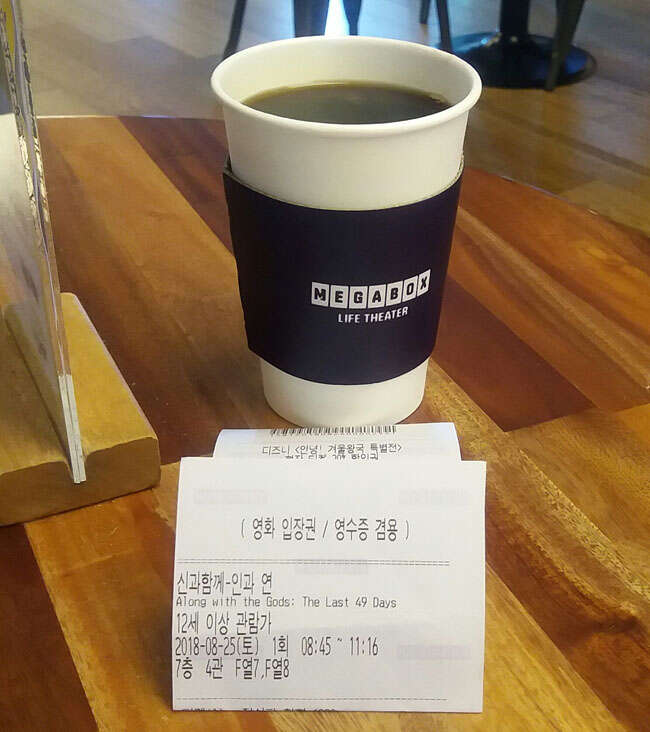 MEGABOX
LIFE THEATER
디즈니 <안녕! 겨울왕국 특별전>
( 영화 입장권 / 영수증 겸용 )
신과함께-인과 연
Along with the Gods: The Last 49 Days
12세 이상 관람가
2018-08-25(토) 1회 08:45 ~ 11:16
7층 4관 F열7,F열8